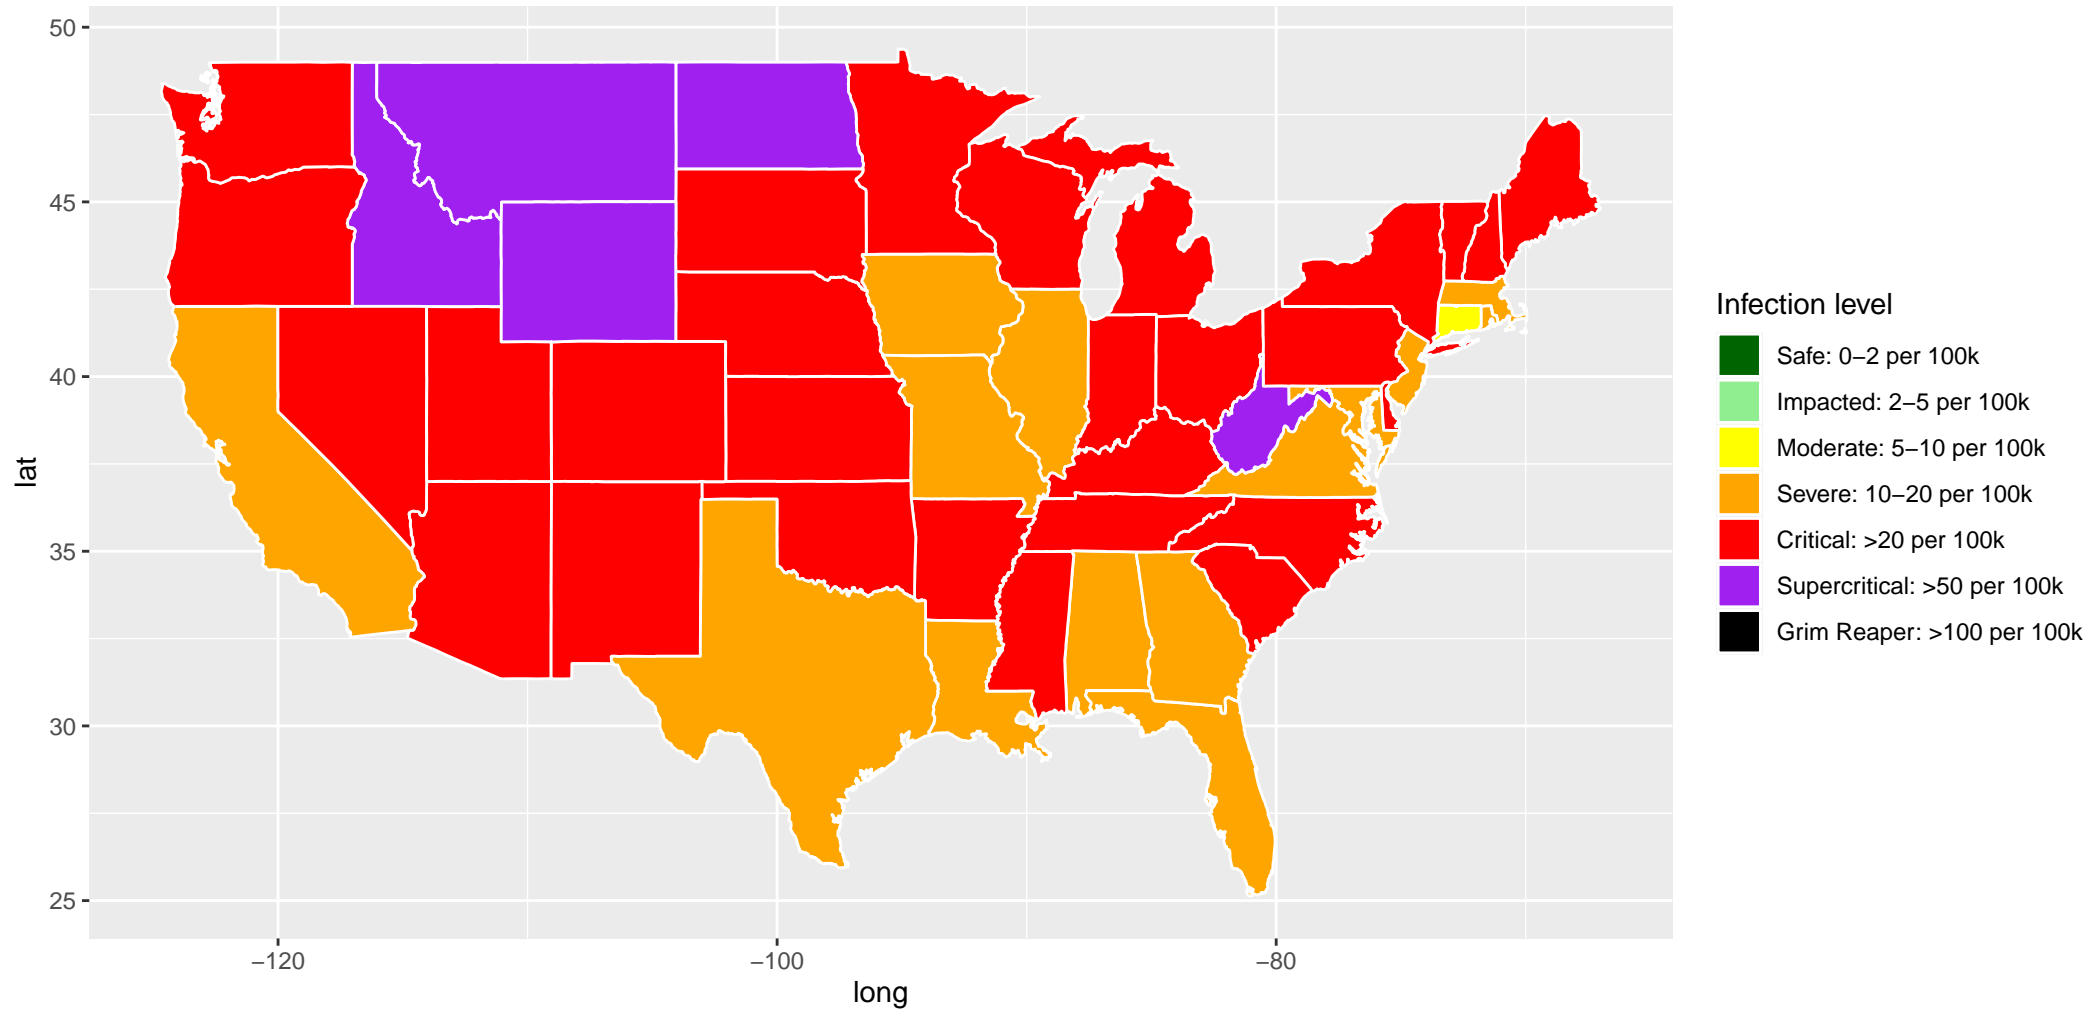 50
45
40
35
30
25
lat
−120
−100
−80
long
Infection level
Safe: 0−2 per 100k
Impacted: 2−5 per 100k
Moderate: 5−10 per 100k
Severe: 10−20 per 100k
Critical: >20 per 100k
Supercritical: >50 per 100k
Grim Reaper: >100 per 100k